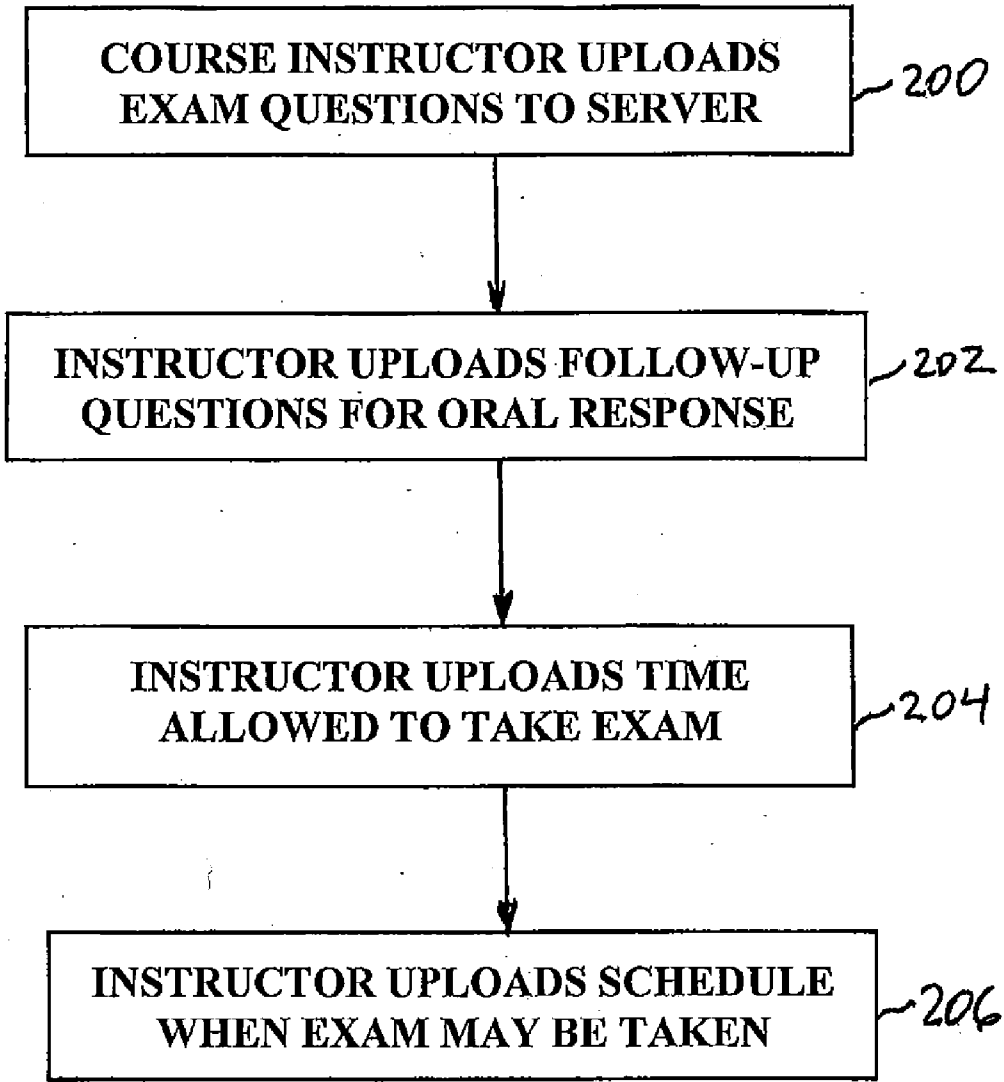 COURSE INSTRUCTOR UPLOADS
EXAM QUESTIONS TO SERVER
200
INSTRUCTOR UPLOADS FOLLOW-UP
QUESTIONS FOR ORAL RESPONSE
202
INSTRUCTOR UPLOADS TIME
ALLOWED TO TAKE EXAM
204
INSTRUCTOR UPLOADS SCHEDULE
WHEN EXAM MAY BE TAKEN
206